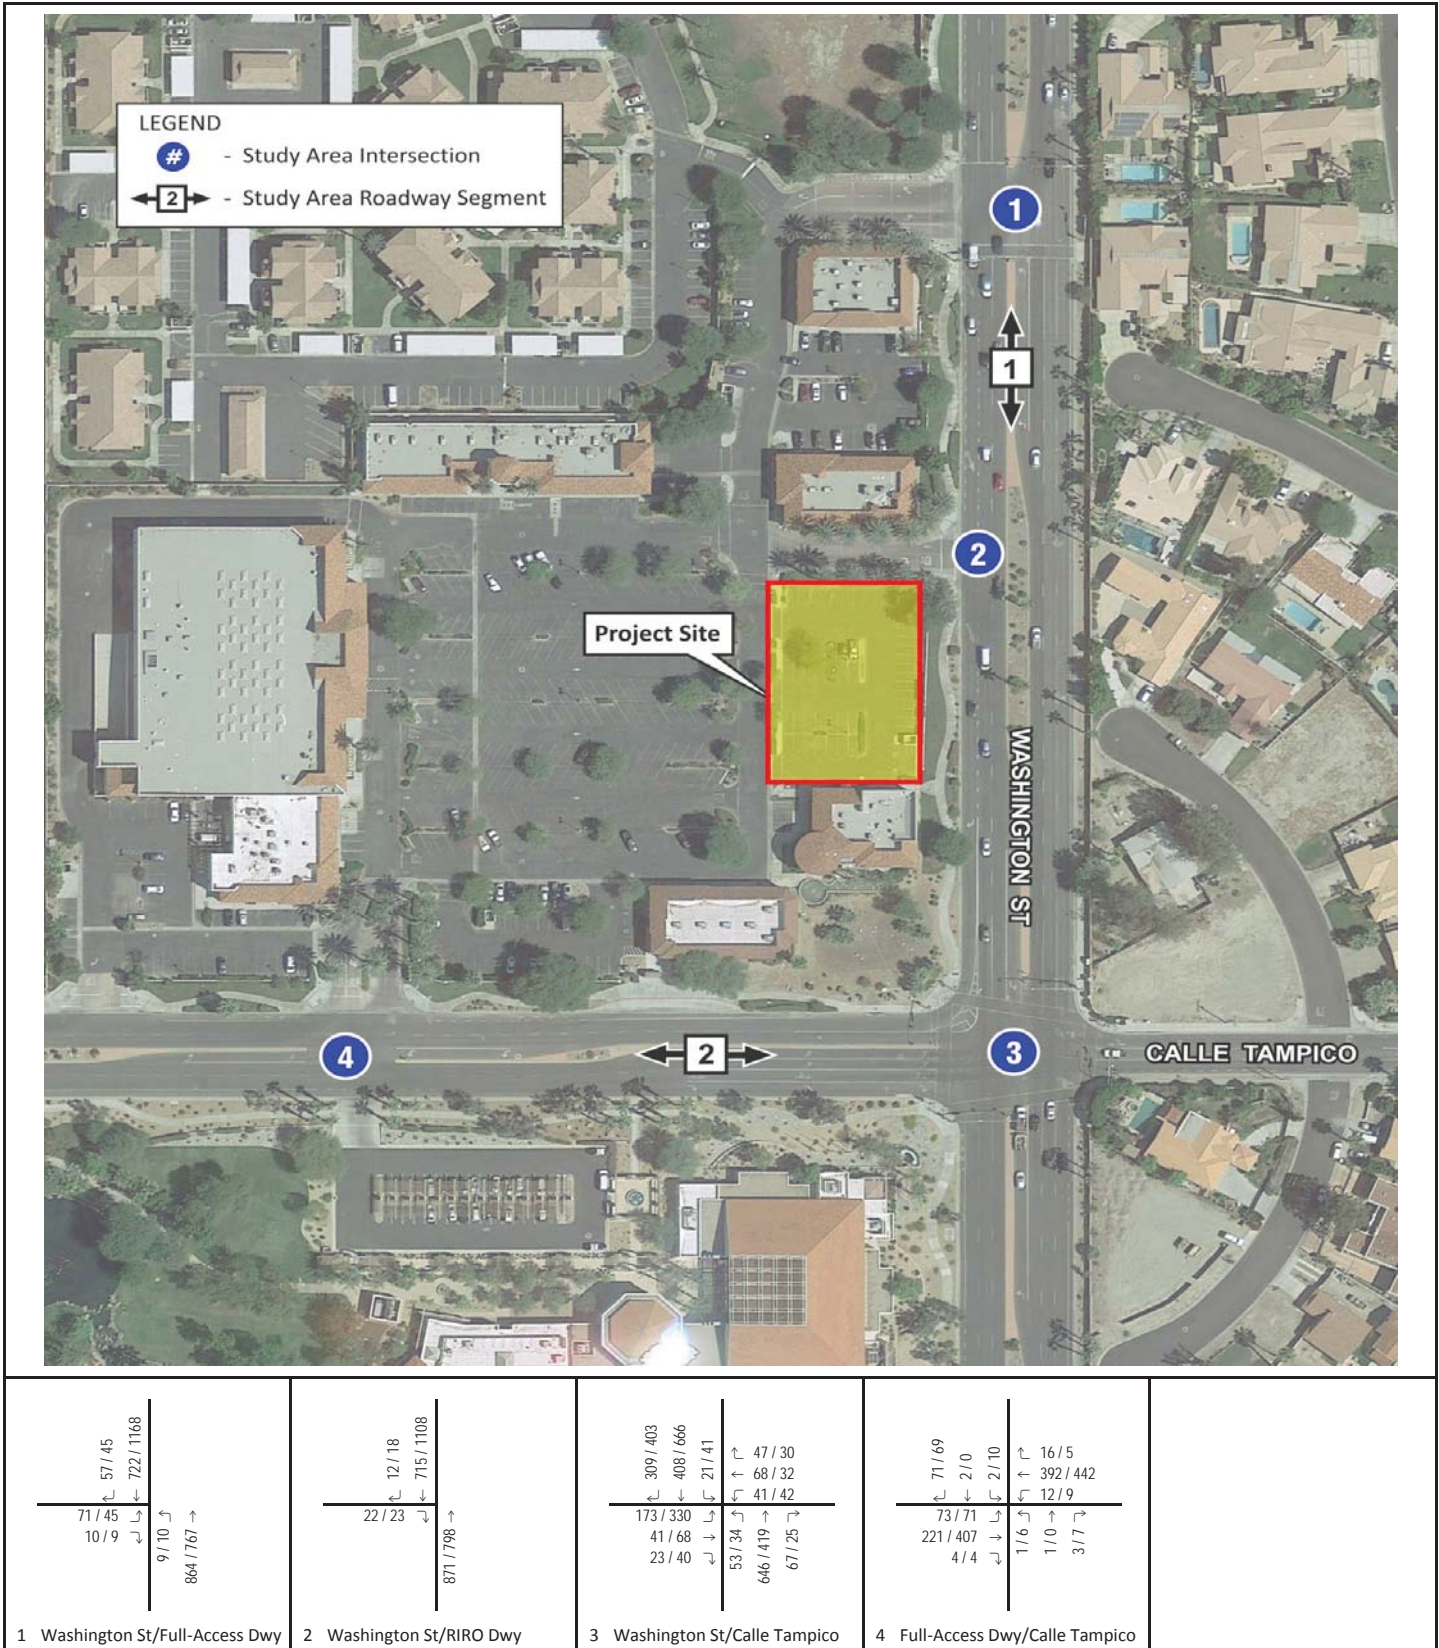 LEGEND
# - Study Area Intersection
2 - Study Area Roadway Segment
1
1
2
Project Site
WASHINGTON ST
4
2
3
CALLE TAMPICO
57 / 45
722 / 1168
71 / 45
10 / 9
9 / 10
864 / 767
1 Washington St/Full-Access Dwy
12 / 18
715 / 1108
22 / 23
871 / 798
2 Washington St/RIRO Dwy
309 / 403
408 / 666
21 / 41
47 / 30
68 / 32
41 / 42
173 / 330
41 / 68
23 / 40
53 / 34
646 / 419
67 / 25
3 Washington St/Calle Tampico
71 / 69
2 / 0
2 / 10
16 / 5
392 / 442
12 / 9
73 / 71
221 / 407
4 / 4
1 / 6
1 / 0
3 / 7
4 Full-Access Dwy/Calle Tampico